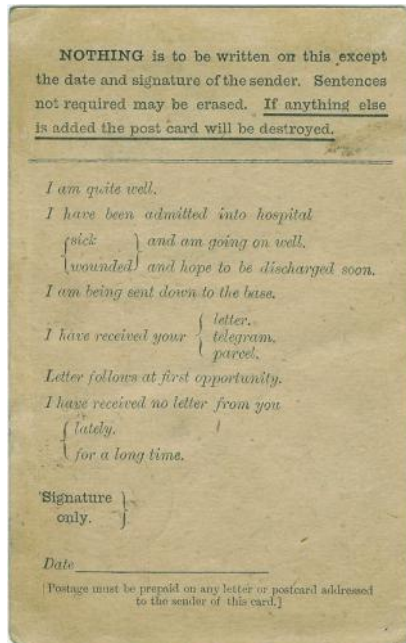 NOTHING is to be written on this except
the date and signature of the sender. Sentences
not required may be erased. If anything else
is added the post card will be destroyed.
I am quite well.
I have been admitted into hospital
{sick } and am going on well.
{wounded} and hope to be discharged soon.
I am being sent down to the base.
I have received your { letter.
telegram.
parcel.
Letter follows at first opportunity.
I have received no letter from you
{ lately.
for a long time.
Signature }
only.
Date
[Postage must be prepaid on any letter or postcard addressed
to the sender of this card.]